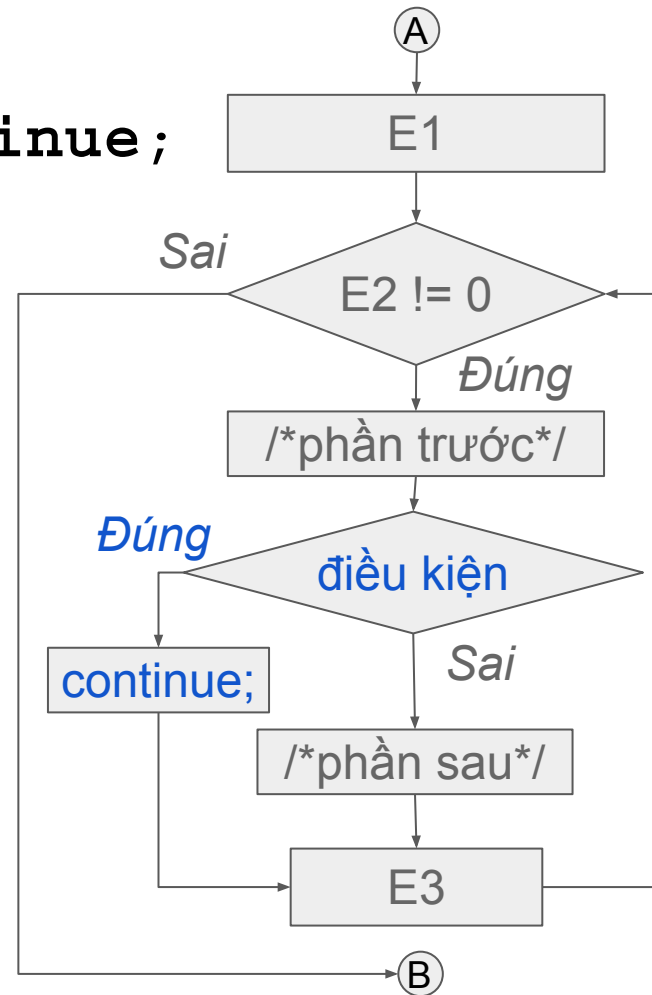 A
inue;
E1
Sai
E2 != 0
Đúng
/*phần trước*/
Đúng
điều kiện
continue;
Sai
/*phần sau*/
E3
B